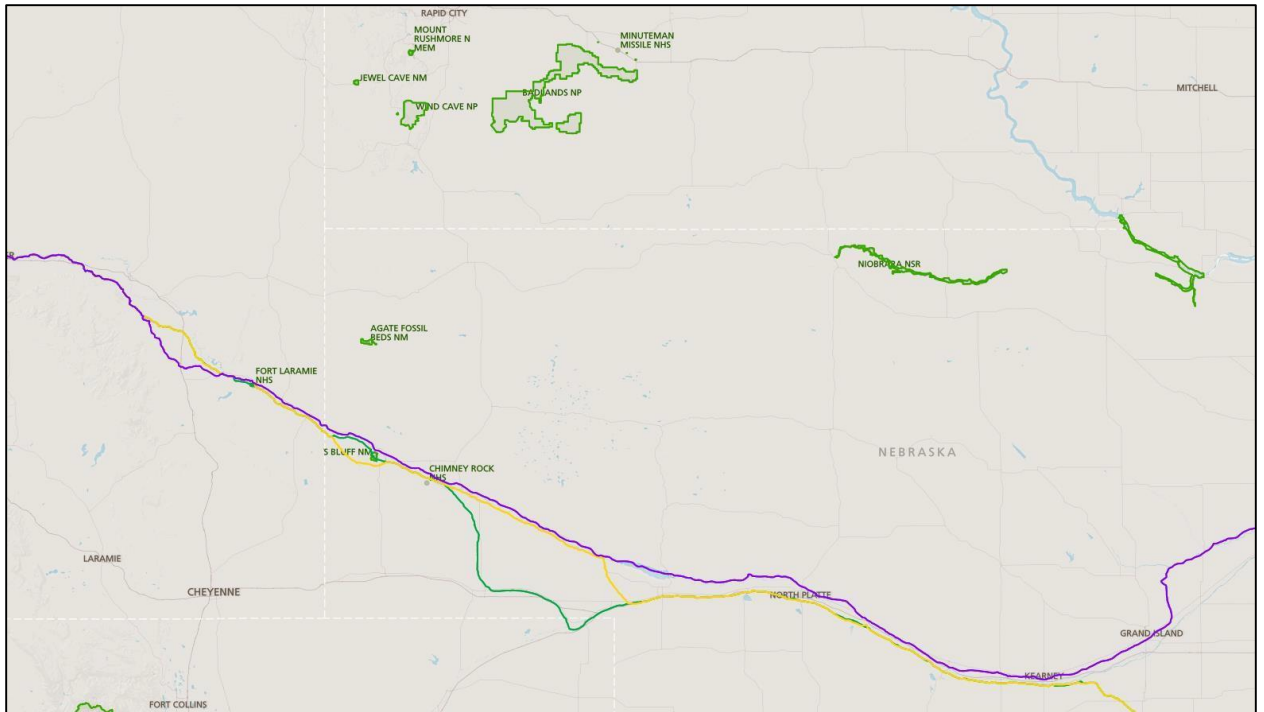 RAPID CITY
MOUNT
RUSHMORE N
MEM
MINUTEMAN
MISSILE NHS
JEWEL CAVE NM
BADLANDS NP
MITCHELL
WIND CAVE NP
R
NIOBRARA NSR
AGATE FOSSIL
BEDS NM
FORT LARAMIE
NHS
S BLUFF NM
NEBRASKA
CHIMNEY ROCK
NHS
LARAMIE
CHEYENNE
NORTH PLATTE
GRAND ISLAND
KEARNEY
FORT COLLINS